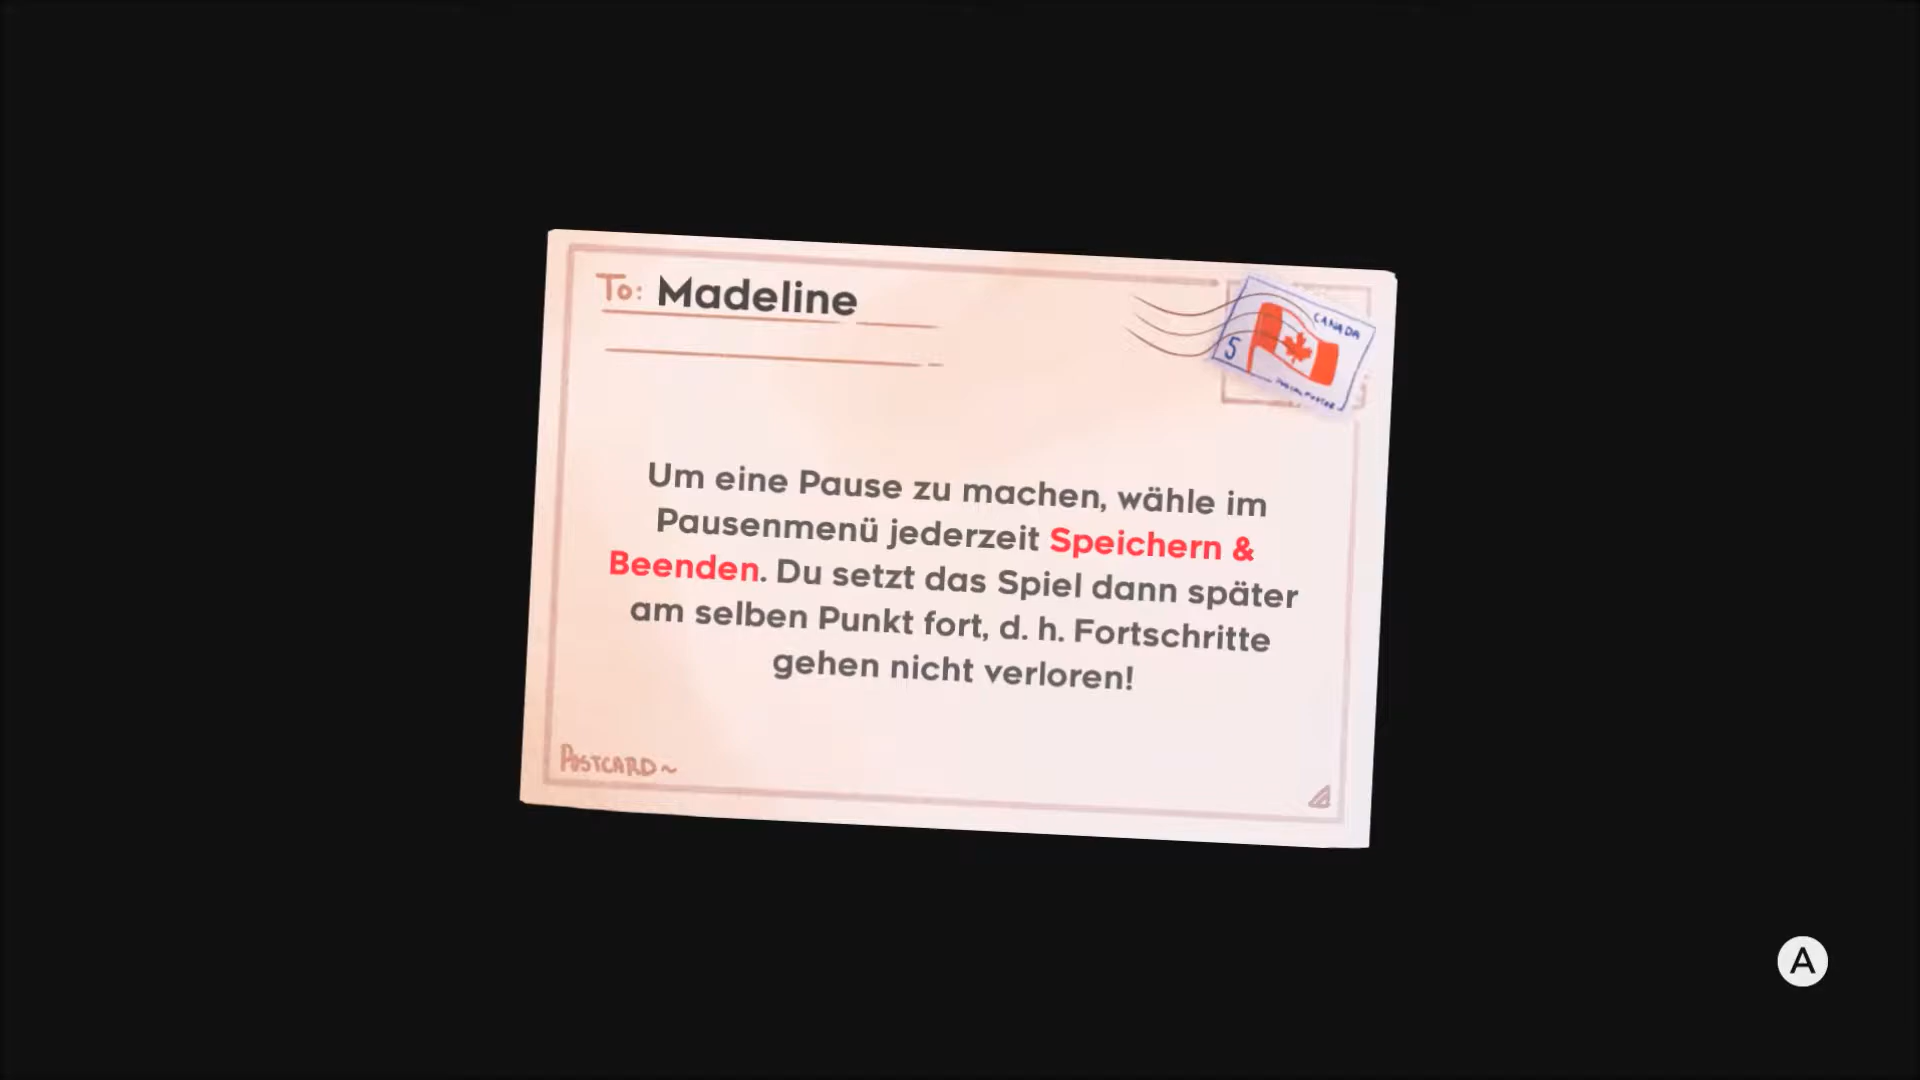 To: Madeline
CANADA
5
Um eine Pause zu machen, wähle im
Pausenmenü jederzeit Speichern &
Beenden. Du setzt das Spiel dann später
am selben Punkt fort, d. h. Fortschritte
gehen nicht verloren!
POSTCARD~
A